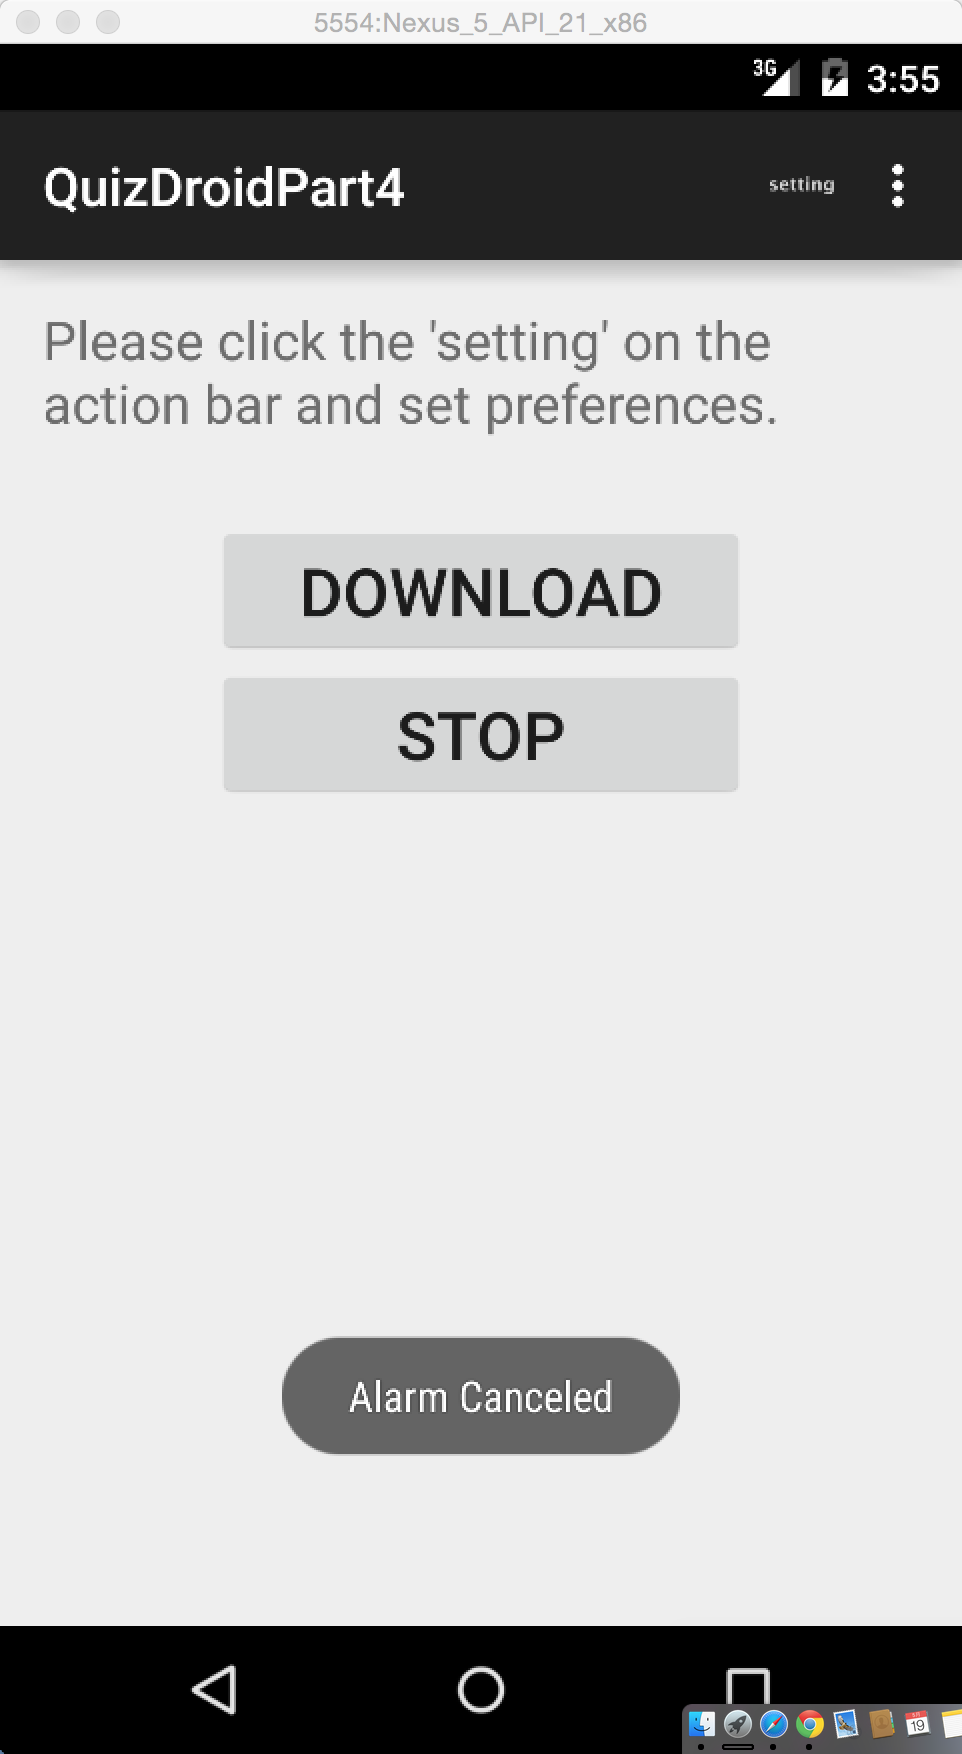 5554:Nexus_5_API_21_x86
3G 3:55
QuizDroidPart4 setting
Please click the 'setting' on the
action bar and set preferences.
DOWNLOAD
STOP
Alarm Canceled
19